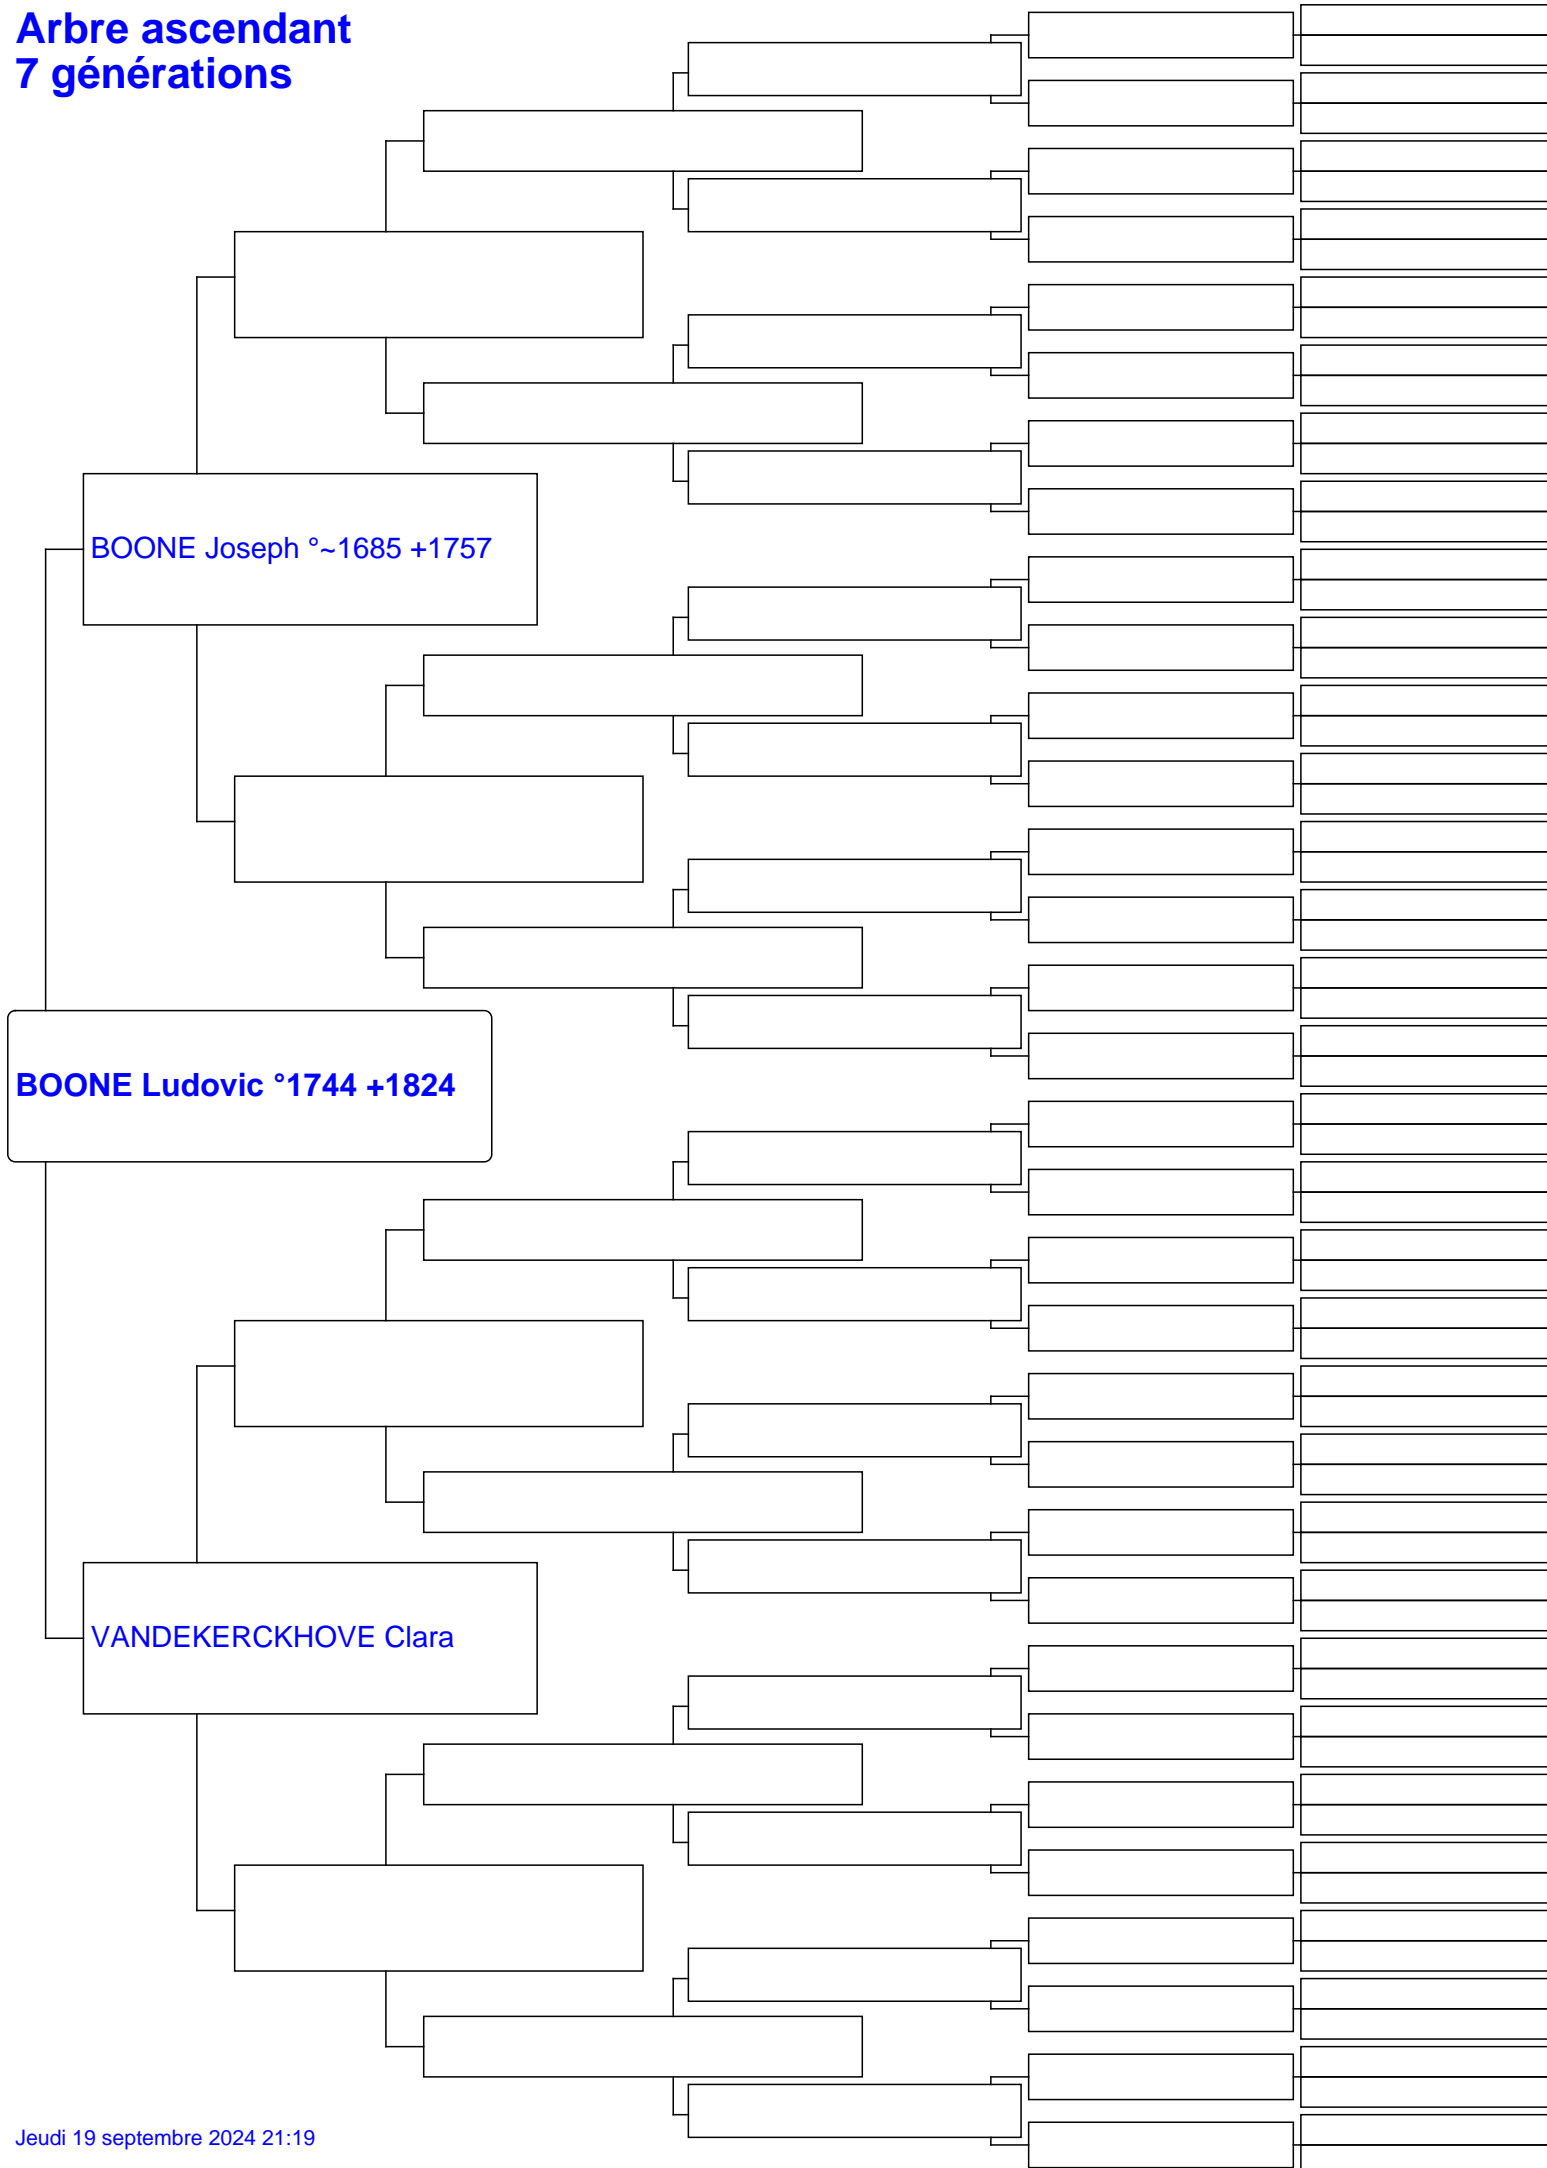 Arbre ascendant
7 générations
BOONE Joseph °~1685 +1757
BOONE Ludovic °1744 +1824
VANDEKERCKHOVE Clara
Jeudi 19 septembre 2024 21:19